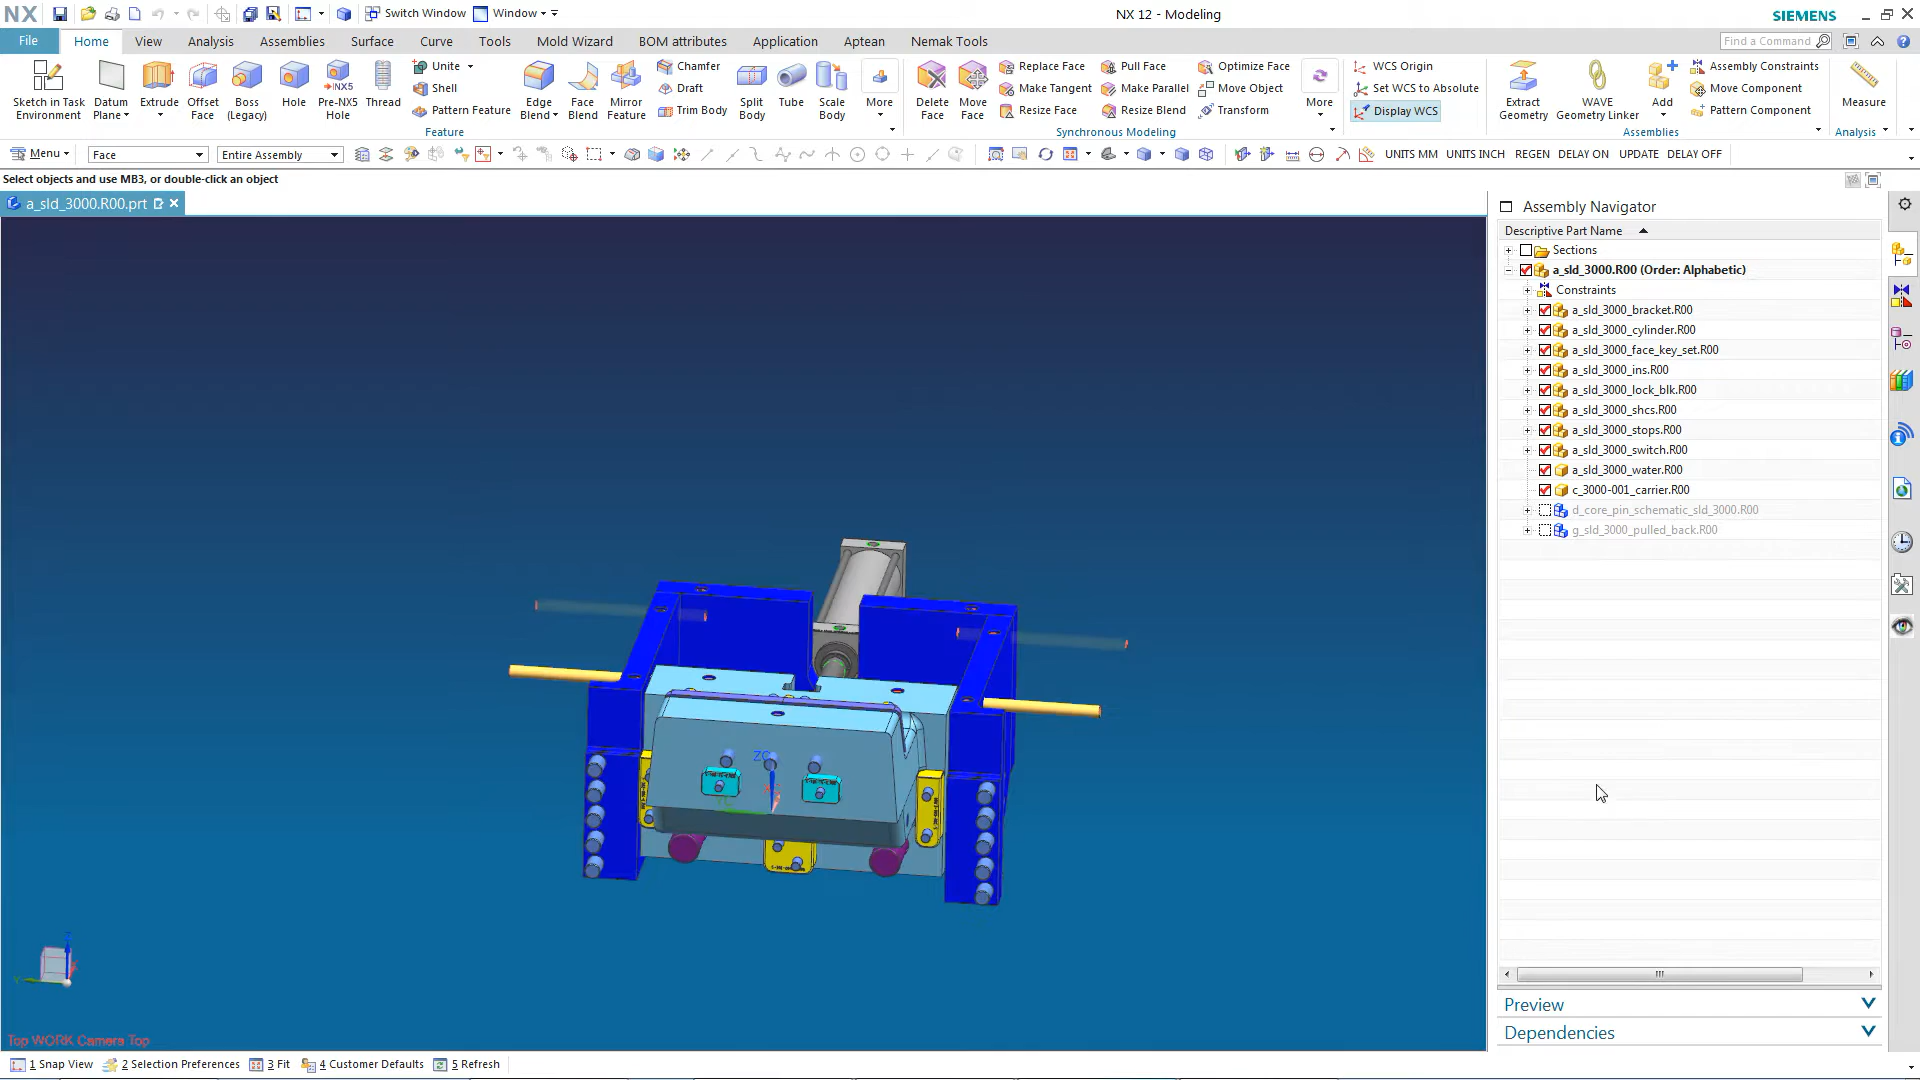 NX Switch Window Window NX 12 - Modeling SIEMENS
File Home View Analysis Assemblies Surface Curve Tools Mold Wizard BOM attributes Application Aptean Nemak Tools Find a Command
Sketch in Task Environment
Datum Plane
Extrude
Offset Face
Boss (Legacy)
Hole
Pre-NX5 Hole
Thread
Unite
Shell
Pattern Feature
Edge Blend
Face Blend
Mirror Feature
Chamfer
Draft
Trim Body
Split Body
Tube
Scale Body
More
Feature
Delete Face
Move Face
Replace Face
Make Tangent
Resize Face
Pull Face
Make Parallel
Resize Blend
Optimize Face
Move Object
Transform
More
Synchronous Modeling
WCS Origin
Set WCS to Absolute
Display WCS
Extract Geometry
WAVE Geometry Linker
Add
Assembly Constraints
Move Component
Pattern Component
Assemblies
Measure
Analysis
Menu Face Entire Assembly UNITS MM UNITS INCH REGEN DELAY ON UPDATE DELAY OFF
Select objects and use MB3, or double-click an object
a_sld_3000.R00.prt
Assembly Navigator
Descriptive Part Name
Sections
a_sld_3000.R00 (Order: Alphabetic)
Constraints
a_sld_3000_bracket.R00
a_sld_3000_cylinder.R00
a_sld_3000_face_key_set.R00
a_sld_3000_ins.R00
a_sld_3000_lock_blk.R00
a_sld_3000_shcs.R00
a_sld_3000_stops.R00
a_sld_3000_switch.R00
a_sld_3000_water.R00
c_3000-001_carrier.R00
d_core_pin_schematic_sld_3000.R00
g_sld_3000_pulled_back.R00
Preview
Dependencies
Top WORK Camera Top
1 Snap View 2 Selection Preferences 3 Fit 4 Customer Defaults 5 Refresh